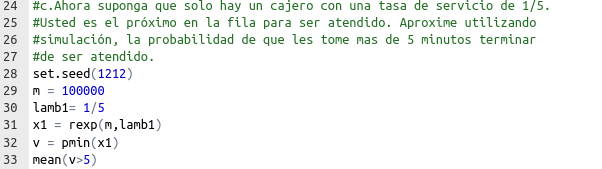 24 #c.Ahora suponga que solo hay un cajero con una tasa de servicio de 1/5.
25 #Usted es el próximo en la fila para ser atendido. Aproxime utilizando
26 #simulación, la probabilidad de que les tome mas de 5 minutos terminar
27 #de ser atendido.
28 set.seed(1212)
29 m = 100000
30 lamb1= 1/5
31 x1 = rexp(m,lamb1)
32 v = pmin(x1)
33 mean(v>5)